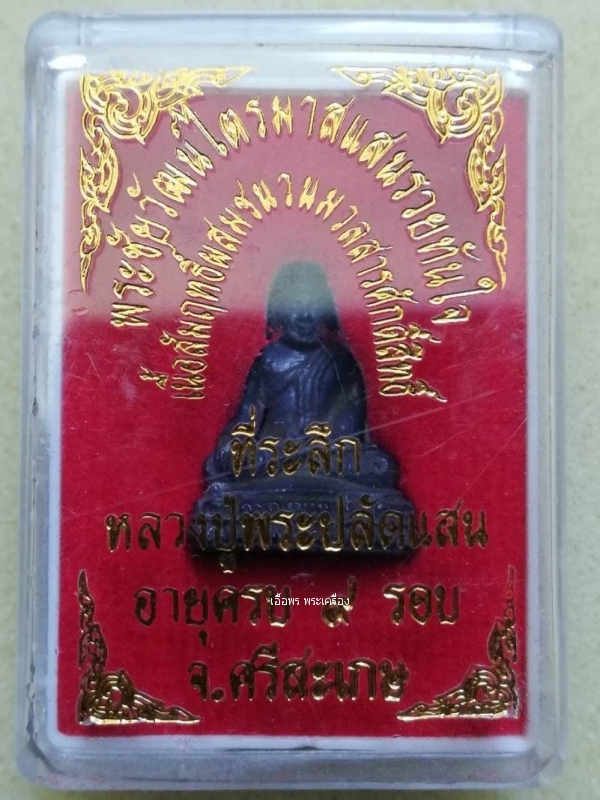 พระชัยวัฒน์ไตรมาสแสนรวยทันใจ
เนื้อสัมฤทธิ์ผสมชนวนมวลสารศักดิ์สิทธิ์
ที่ระลึก
หลวงปู่พระปลัดแสน
อายุครบ ๙ รอบ
เอื้อพร พระเครื่อง
จ.ศรีสะเกษ